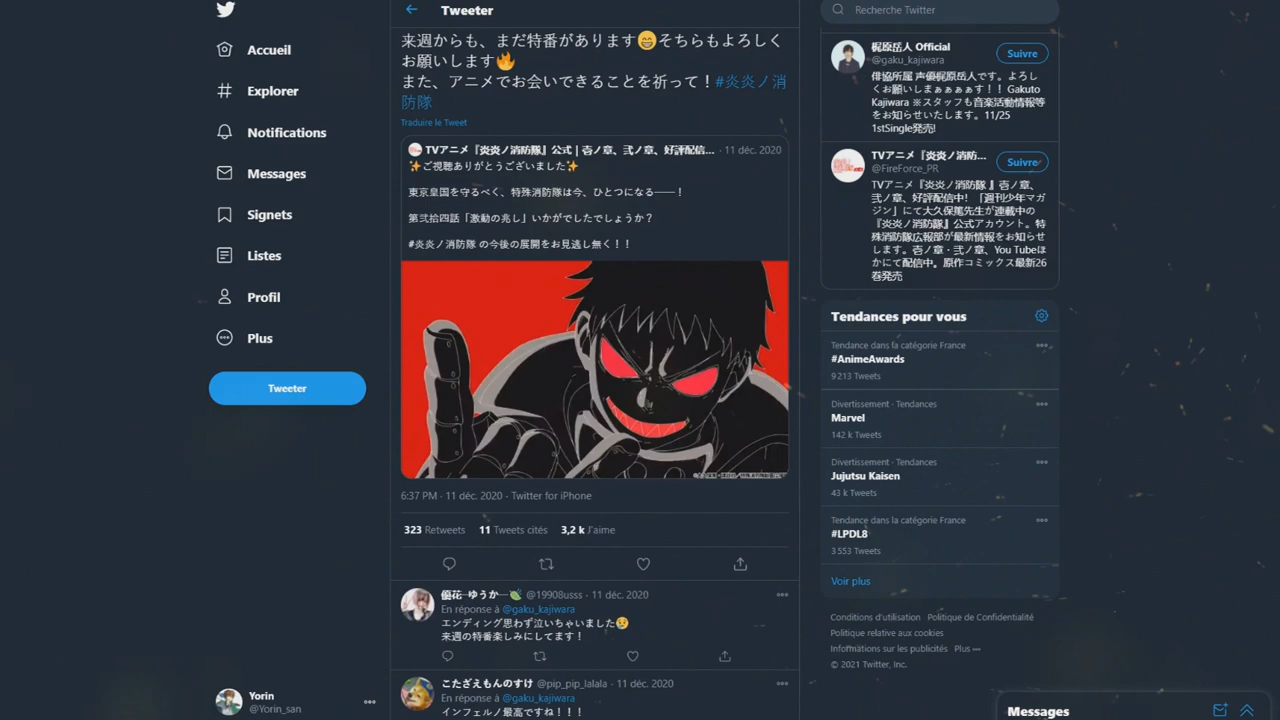 Accueil
Explorer
Notifications
Messages
Signets
Listes
Profil
Plus
Tweeter
Yorin
@Yorin_san
Tweeter
来週からも、まだ特番があります😁そちらもよろしく
お願いします🔥
また、アニメでお会いできることを祈って！#炎炎ノ消
防隊
Traduire le Tweet
TVアニメ『炎炎ノ消防隊』公式 | 壱ノ章、弐ノ章、好評配信... · 11 déc. 2020
✨ご視聴ありがとうございました✨
東京皇国を守るべく、特殊消防隊は今、ひとつになる──！
第弐拾四話「激動の兆し」いかがでしたでしょうか？
#炎炎ノ消防隊 の今後の展開をお見逃し無く！！
6:37 PM · 11 déc. 2020 · Twitter for iPhone
323 Retweets 11 Tweets cités 3,2 k J'aime
優花−ゆうか− @19908usss · 11 déc. 2020
En réponse à @gaku_kajiwara
エンディング思わず泣いちゃいました😢
来週の特番楽しみにしてます！
こたざえもんのすけ @pip_pip_lalala · 11 déc. 2020
En réponse à @gaku_kajiwara
インフェルノ最高ですね！！！
Recherche Twitter
梶原岳人 Official
@gaku_kajiwara
Suivre
俳協所属 声優梶原岳人です。よろし
くお願いしまぁぁぁぁす！！ Gakuto
Kajiwara ※スタッフも音楽活動情報等
をお知らせいたします。11/25
1stSingle発売!
TVアニメ『炎炎ノ消防...
@FireForce_PR
Suivre
TVアニメ『炎炎ノ消防隊 』壱ノ章、
弐ノ章、好評配信中! 「週刊少年マガ
ジン」にて大久保篤先生が連載中の
『炎炎ノ消防隊』公式アカウント。特
殊消防隊広報部が最新情報をお知らせ
します。壱ノ章・弐ノ章、You Tubeほ
かにて配信中。原作コミックス最新26
巻発売
Tendances pour vous
Tendance dans la catégorie France
#AnimeAwards
9 213 Tweets
Divertissement · Tendances
Marvel
142 k Tweets
Divertissement · Tendances
Jujutsu Kaisen
43 k Tweets
Tendance dans la catégorie France
#LPDL8
3 553 Tweets
Voir plus
Conditions d'utilisation Politique de Confidentialité
Politique relative aux cookies
Informations sur les publicités Plus
© 2021 Twitter, Inc.
Messages